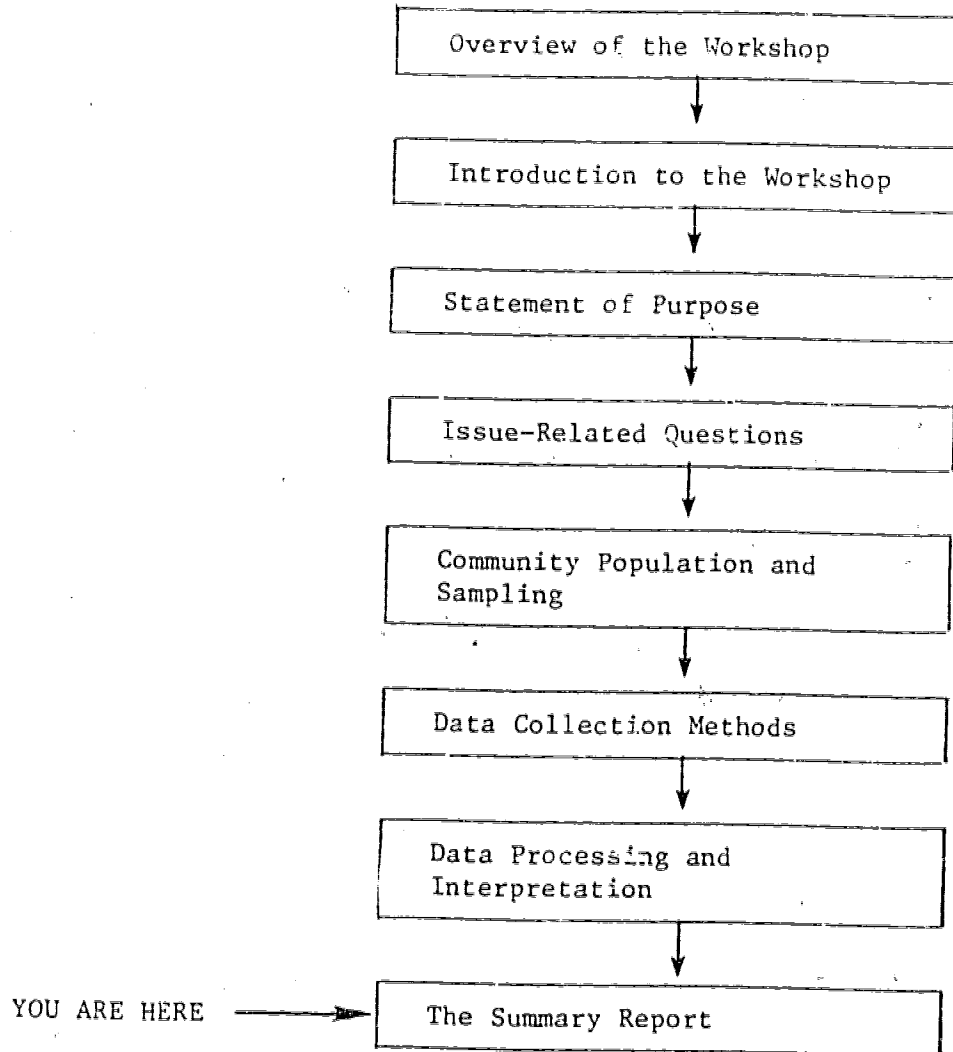 Overview of the Workshop
Introduction to the Workshop
Statement of Purpose
Issue-Related Questions
Community Population and
Sampling
Data Collection Methods
Data Processing and
Interpretation
YOU ARE HERE
The Summary Report